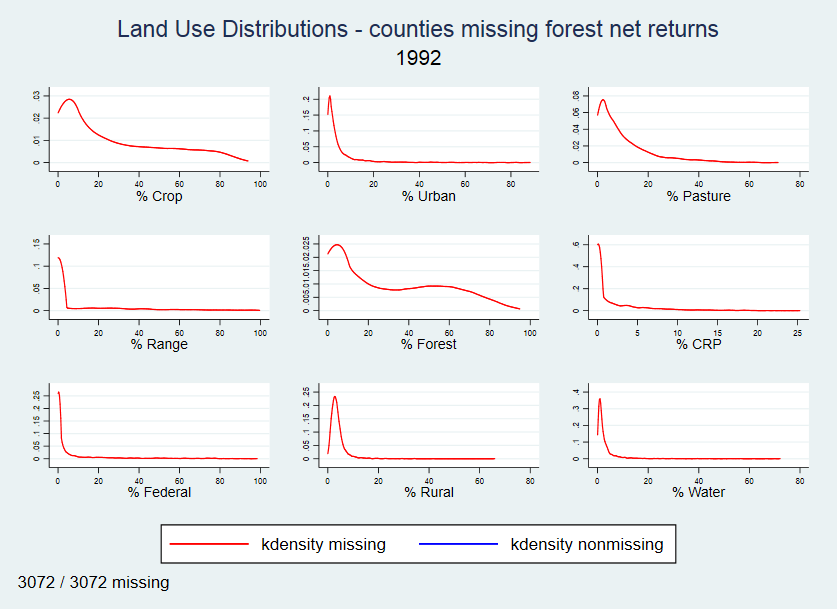 Land Use Distributions - counties missing forest net returns
1992
0 .01 .02 .03
0 20 40 60 80 100
% Crop
0 .05 .1 .15 .2
0 20 40 60 80
% Urban
0 .02 .04 .06 .08
0 20 40 60 80
% Pasture
0 .05 .1 .15
0 20 40 60 80 100
% Range
0 .005 .01 .015 .02 .025
0 20 40 60 80 100
% Forest
0 .2 .4 .6
0 5 10 15 20 25
% CRP
0 .05 .1 .15 .2 .25
0 20 40 60 80 100
% Federal
0 .05 .1 .15 .2 .25
0 20 40 60 80
% Rural
0 .1 .2 .3 .4
0 20 40 60 80
% Water
kdensity missing kdensity nonmissing
3072 / 3072 missing